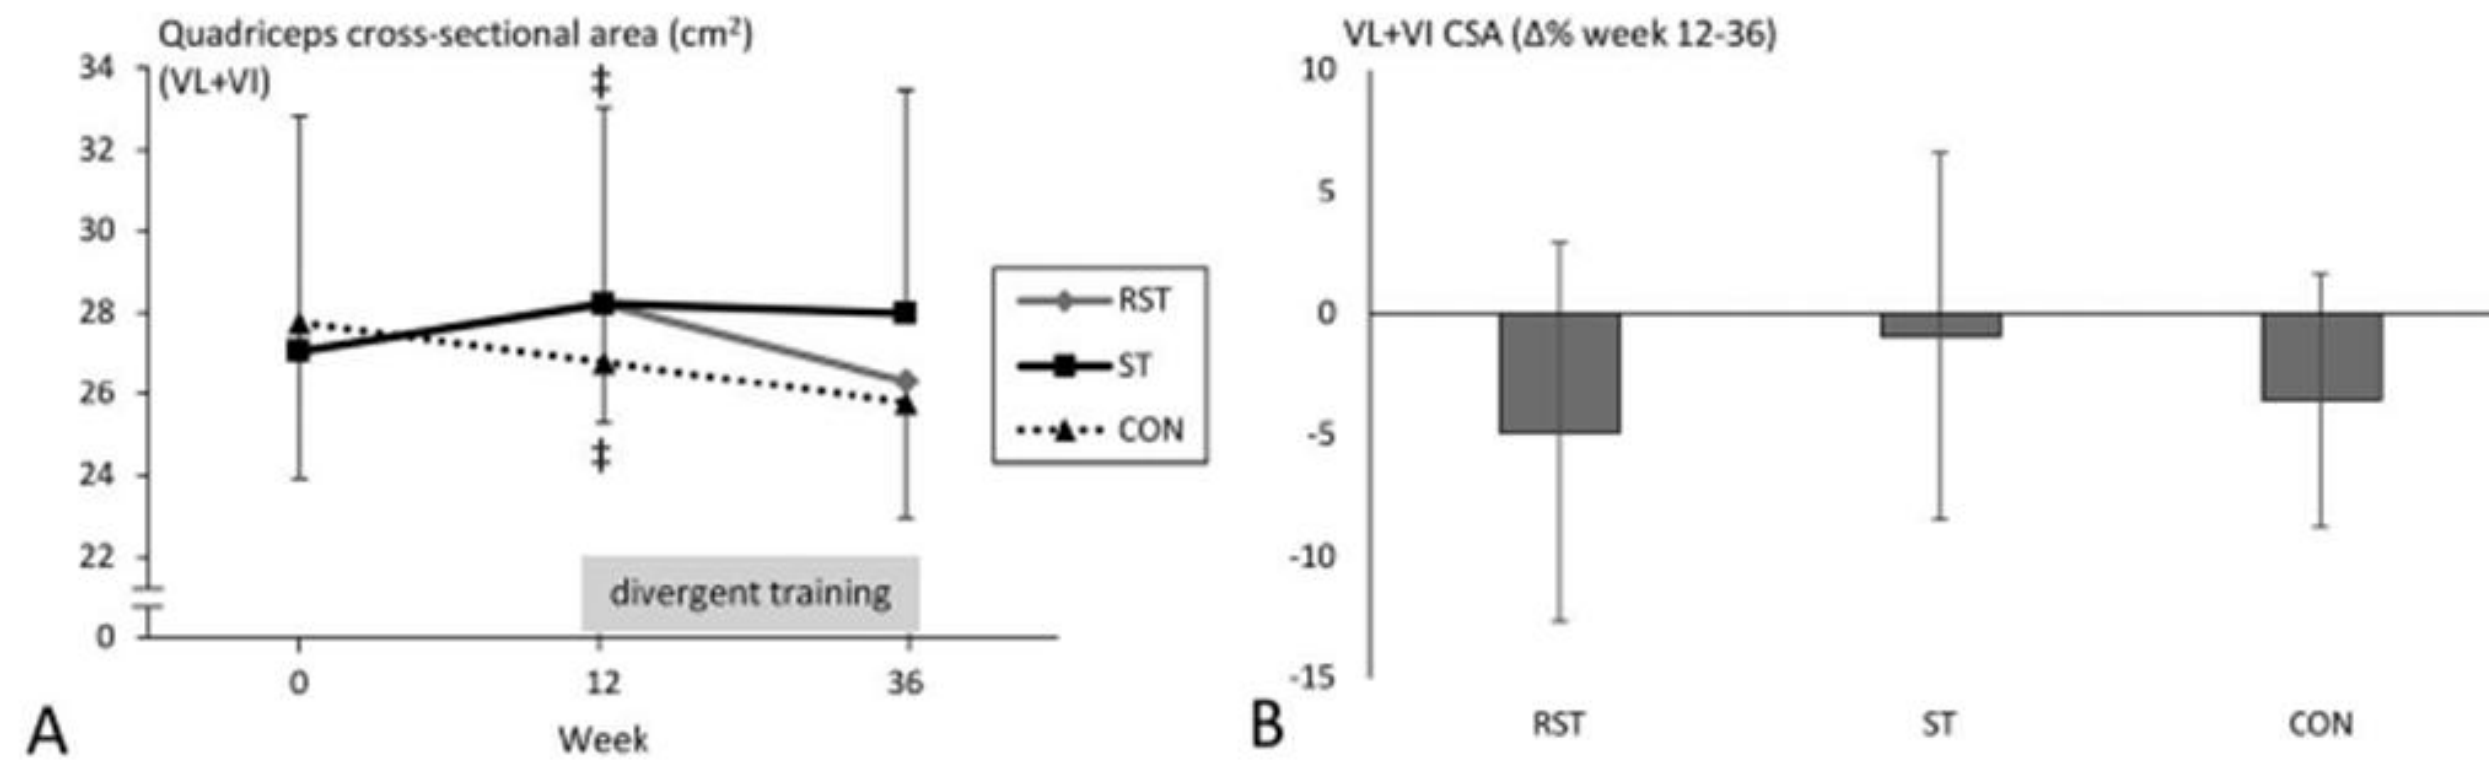 Quadriceps cross-sectional area (cm²)
(VL+VI)
34
32
30
28
26
24
22
0
‡
‡
RST
ST
CON
divergent training
0 12 36
Week
A
VL+VI CSA (Δ% week 12-36)
10
5
0
-5
-10
-15
RST ST CON
B